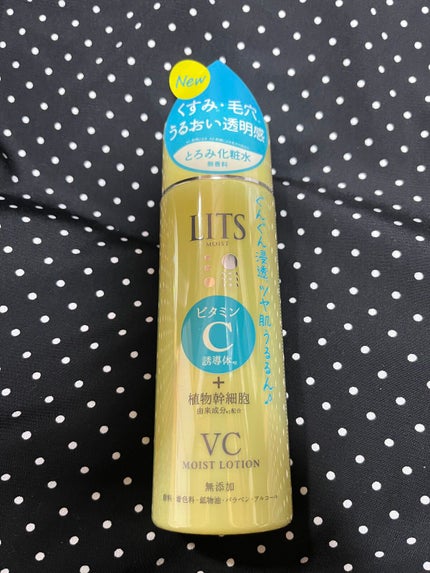 New
くすみ・毛穴
うるおい透明感
とろみ化粧水
無香料
LITS
MOIST
ぐんぐん浸透ツヤ肌うるるん♪
ビタミン
C
誘導体
+
植物幹細胞
由来成分 配合
VC
MOIST LOTION
無添加
香料・着色料・鉱物油・パラベン・アルコール